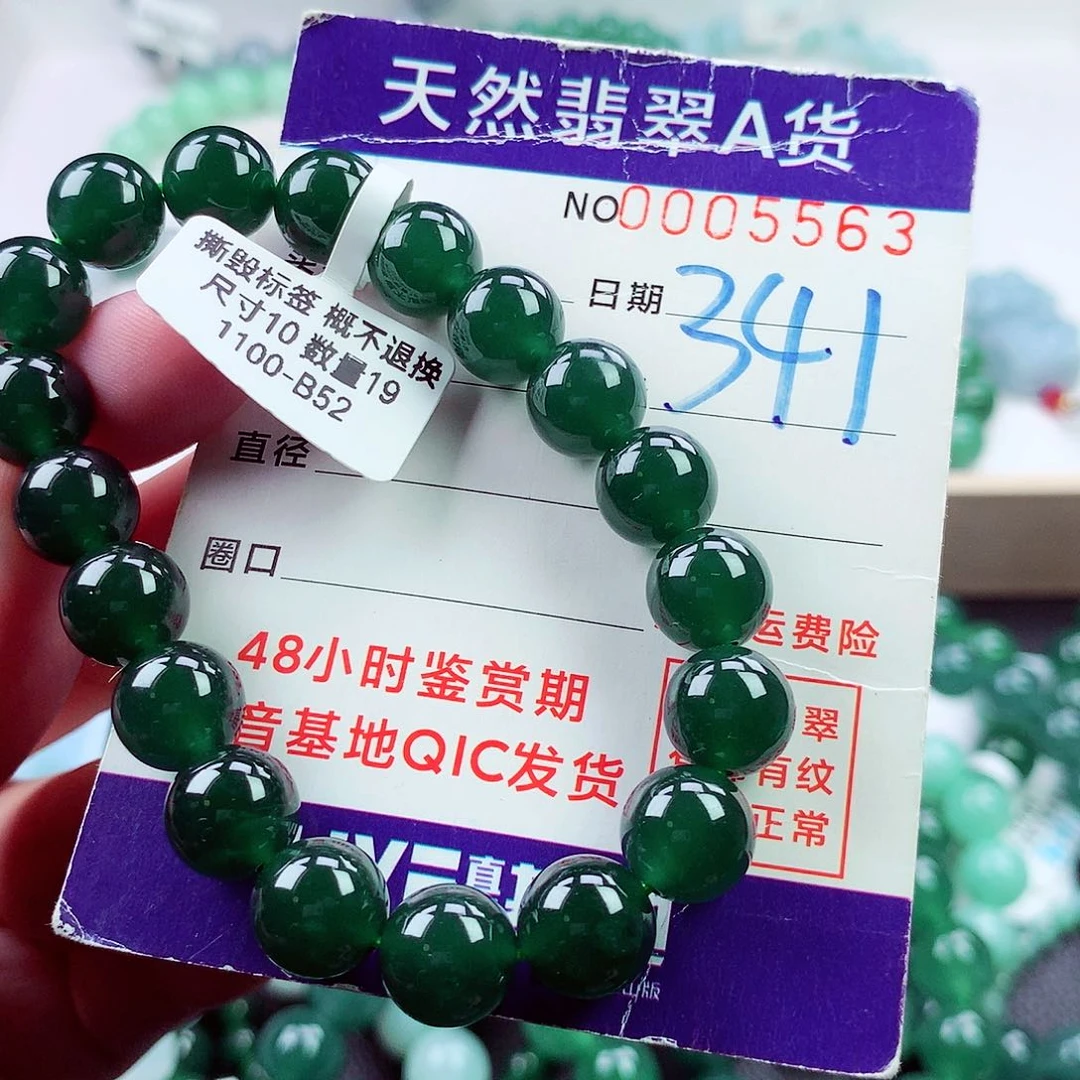 天然翡翠A货
NO0005563
日期 341
撕毁标签 概不退换
尺寸10 数量19
1100-B52
直径
圈口
运费险
48小时鉴赏期
音基地QIC发货
翠
有纹
正常